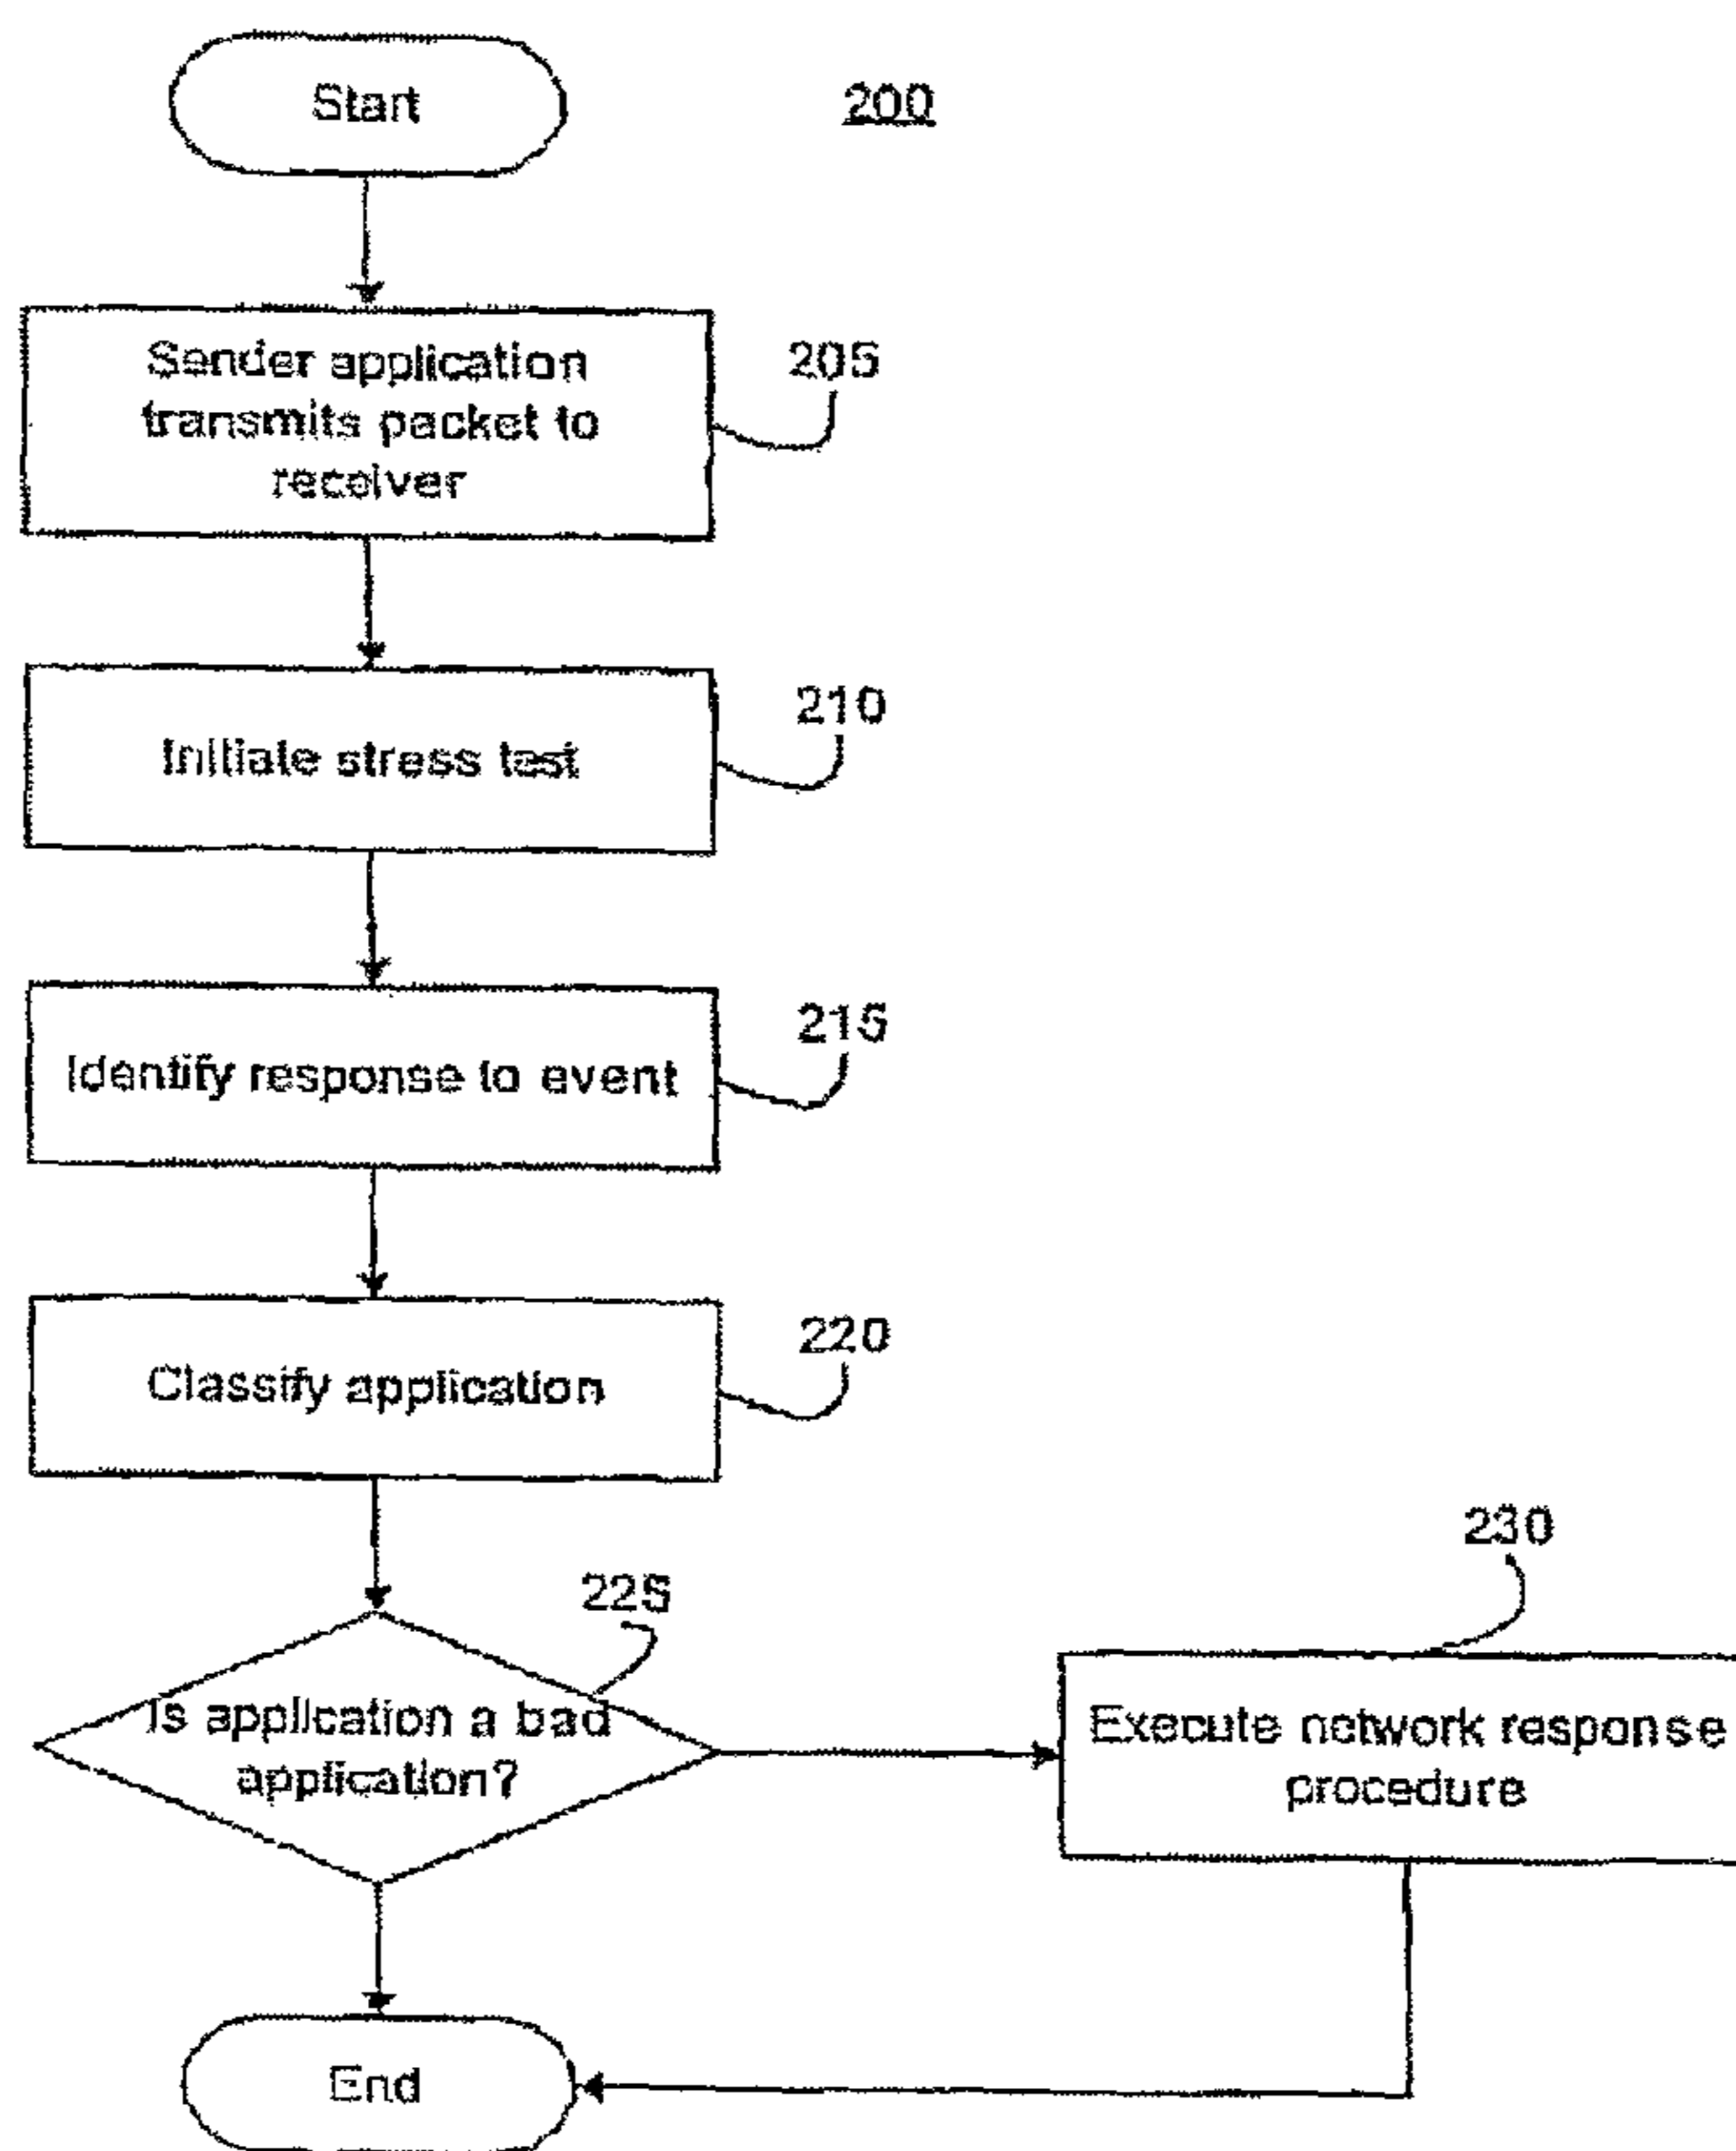 Start
200
Sender application
transmits packet to
receiver
205
Initiate stress test
210
Identify response to event
215
Classify application
220
225
230
Is application a bad
application?
Execute network response
procedure
End